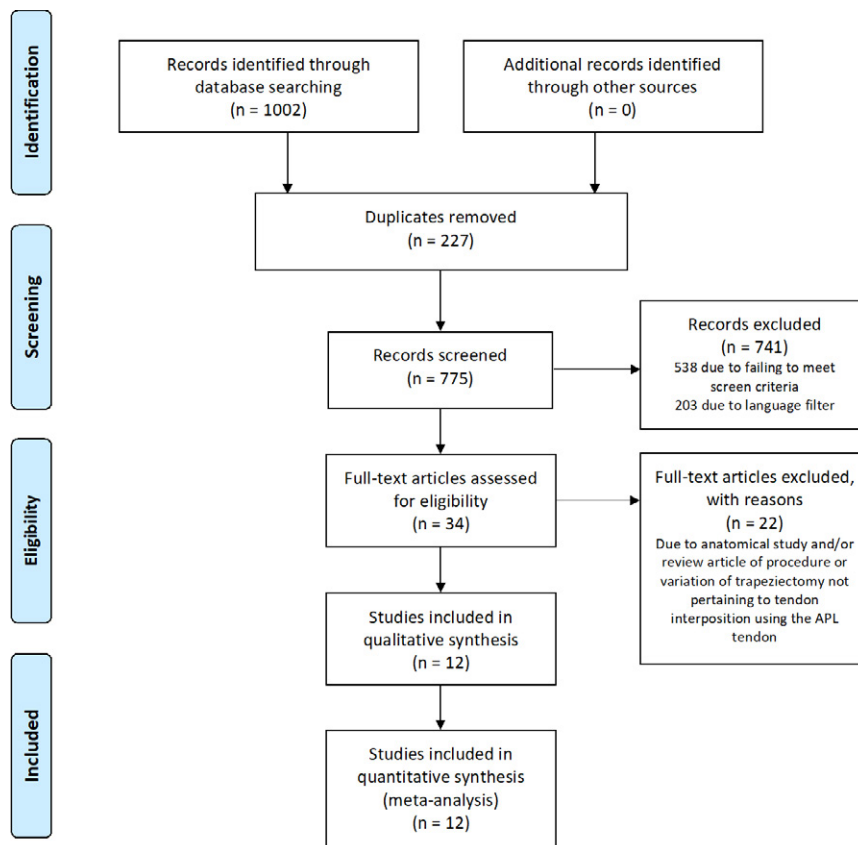 Identification
Records identified through
database searching
(n = 1002)
Additional records identified
through other sources
(n = 0)
Duplicates removed
(n = 227)
Screening
Records screened
(n = 775)
Records excluded
(n = 741)
538 due to failing to meet
screen criteria
203 due to language filter
Eligibility
Full-text articles assessed
for eligibility
(n = 34)
Full-text articles excluded,
with reasons
(n = 22)
Due to anatomical study and/or
review article of procedure or
variation of trapeziectomy not
pertaining to tendon
interposition using the APL
tendon
Studies included in
qualitative synthesis
(n = 12)
Included
Studies included in
quantitative synthesis
(meta-analysis)
(n = 12)